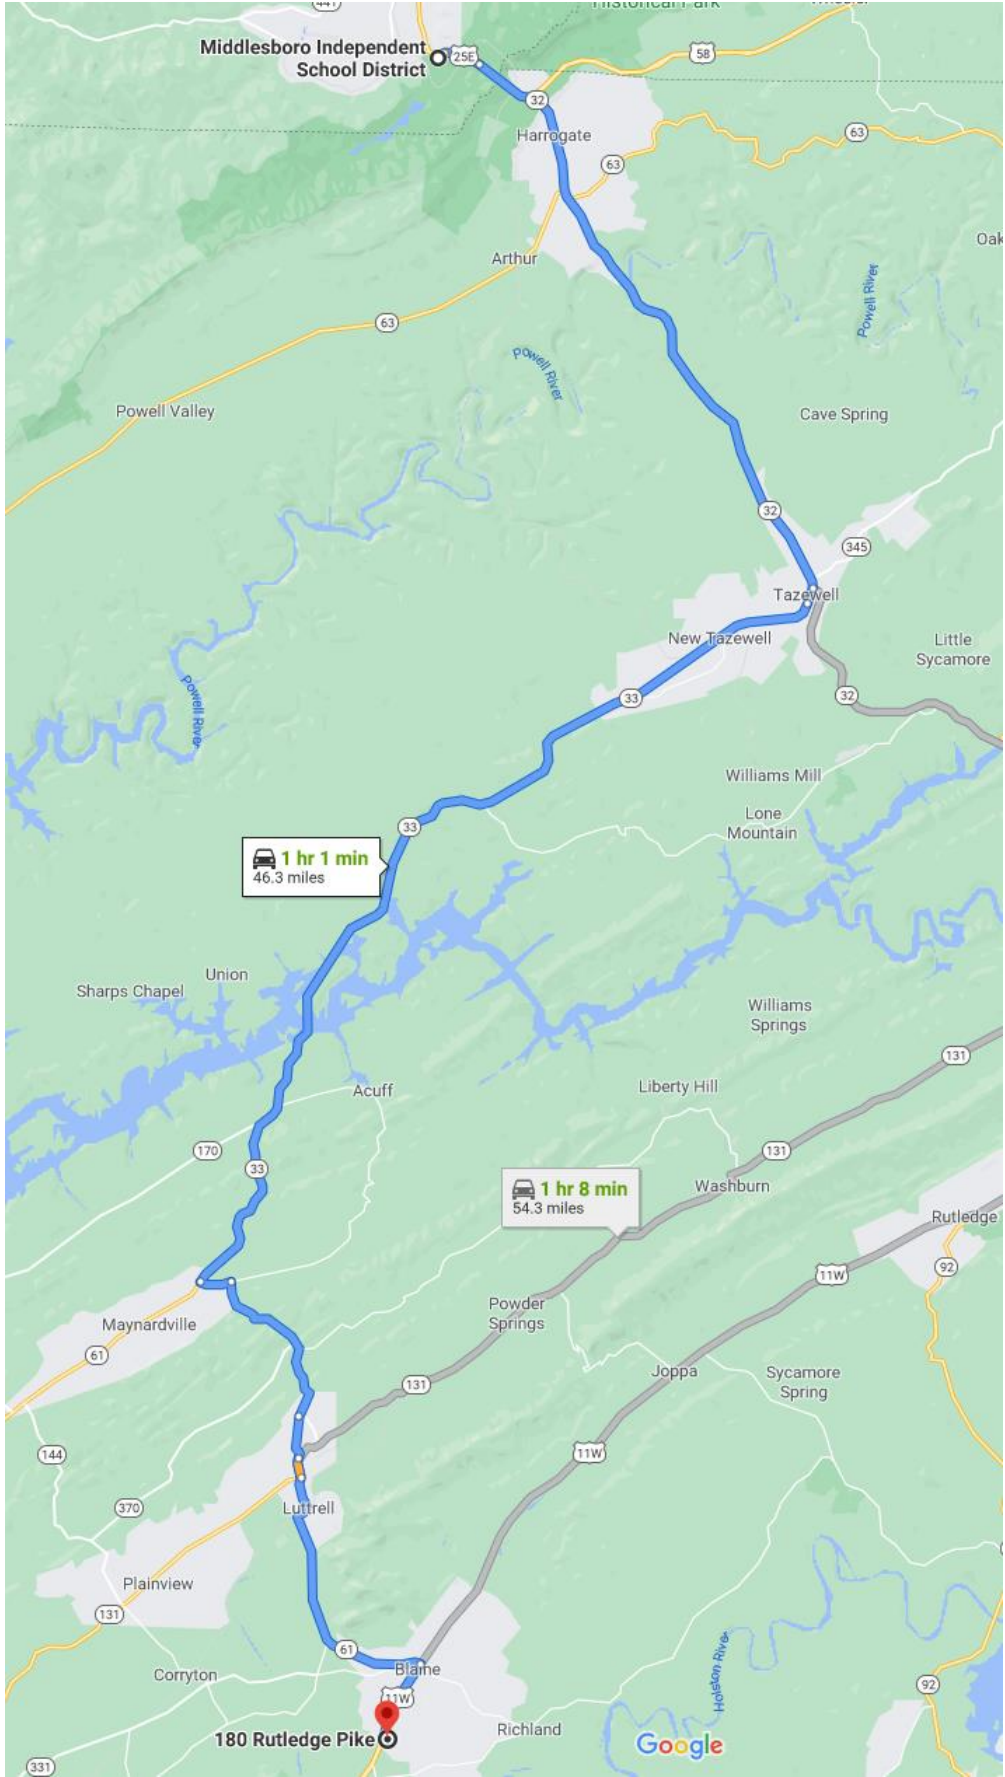 441
Historical Park
Wheeler
Middlesboro Independent
School District
25E
58
32
Harrogate
63
63
Arthur
Oak
Powell River
63
Powell River
Powell Valley
Cave Spring
32
345
Tazewell
New Tazewell
Little
Sycamore
Powell River
33
32
Williams Mill
Lone
Mountain
33
1 hr 1 min
46.3 miles
Union
Sharps Chapel
Williams
Springs
131
Acuff
Liberty Hill
170
33
131
Washburn
1 hr 8 min
54.3 miles
Rutledge
92
11W
Powder
Springs
Maynardville
61
Joppa
Sycamore
Spring
131
144
11W
370
Luttrell
Plainview
131
61
Blaine
Corryton
Holston River
92
11W
180 Rutledge Pike
Richland
Google
331